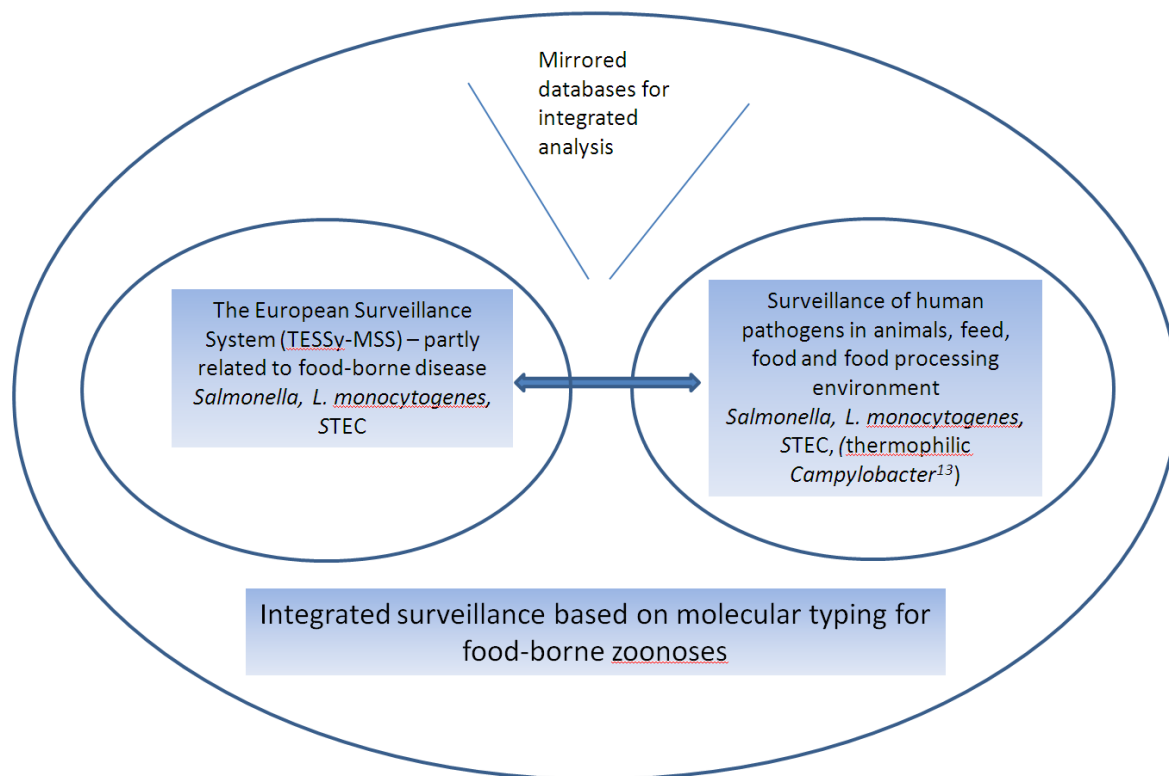 Mirrored
databases for
integrated
analysis
The European Surveillance
System (TESSy-MSS) – partly
related to food-borne disease
Salmonella, L. monocytogenes,
STEC
Surveillance of human
pathogens in animals, feed,
food and food processing
environment
Salmonella, L. monocytogenes,
STEC, (thermophilic
Campylobacter¹³)
Integrated surveillance based on molecular typing for
food-borne zoonoses